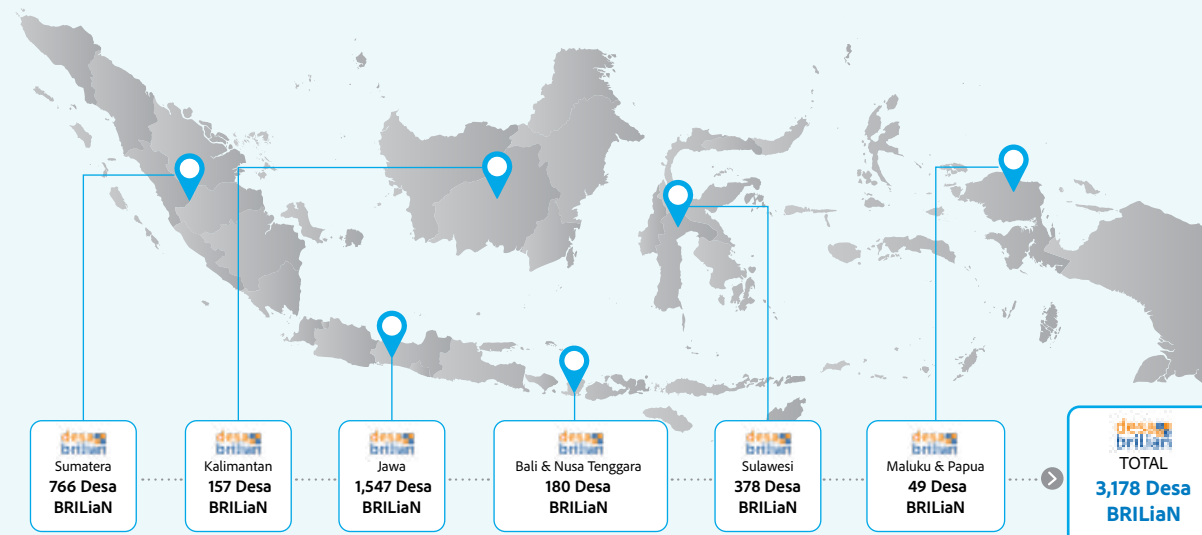 desa
brilian
Sumatera
766 Desa
BRILiaN
desa
brilian
Kalimantan
157 Desa
BRILiaN
desa
brilian
Jawa
1,547 Desa
BRILiaN
desa
brilian
Bali & Nusa Tenggara
180 Desa
BRILiaN
desa
brilian
Sulawesi
378 Desa
BRILiaN
desa
brilian
Maluku & Papua
49 Desa
BRILiaN
desa
brilian
TOTAL
3,178 Desa
BRILiaN